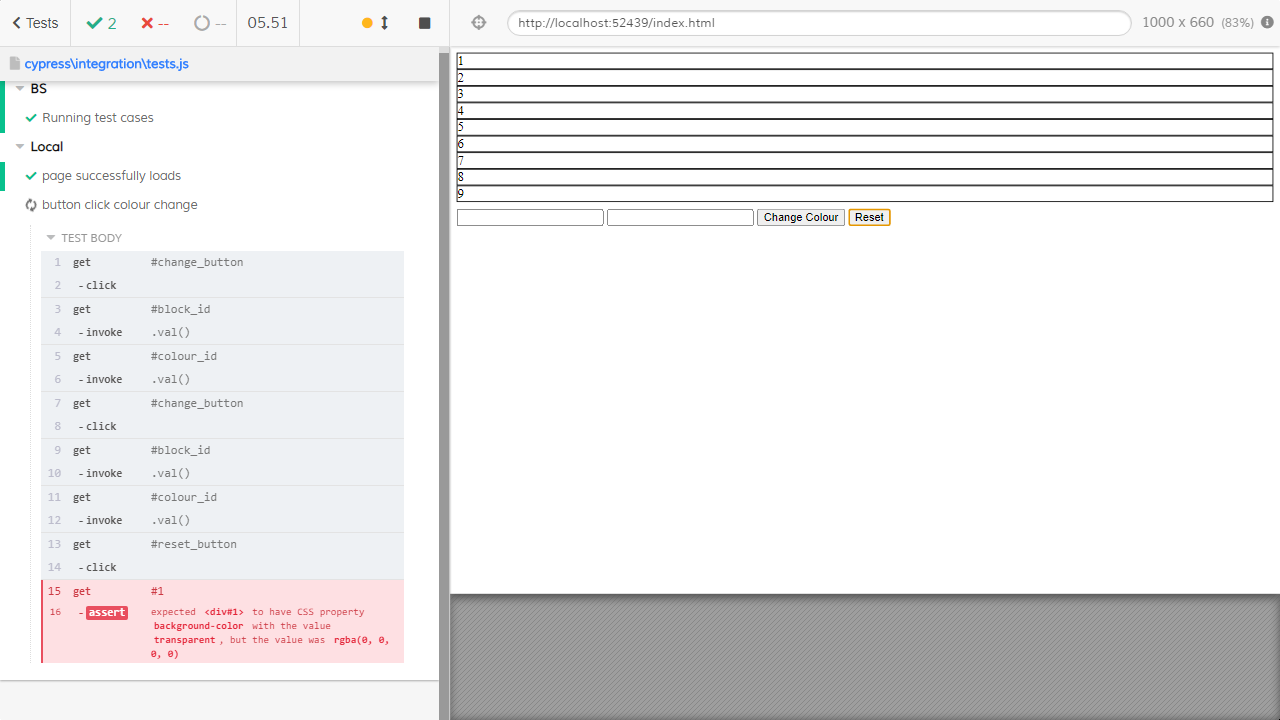 Tests
2
--
--
05.51
http://localhost:52439/index.html
1000 x 660 (83%)
cypress\integration\tests.js
BS
Running test cases
Local
page successfully loads
button click colour change
TEST BODY
1 get #change_button
2 -click
3 get #block_id
4 -invoke .val()
5 get #colour_id
6 -invoke .val()
7 get #change_button
8 -click
9 get #block_id
10 -invoke .val()
11 get #colour_id
12 -invoke .val()
13 get #reset_button
14 -click
15 get #1
16 -assert expected <div#1> to have CSS property
background-color with the value
transparent, but the value was rgba(0, 0,
0, 0)
1
2
3
4
5
6
7
8
9
Change Colour Reset